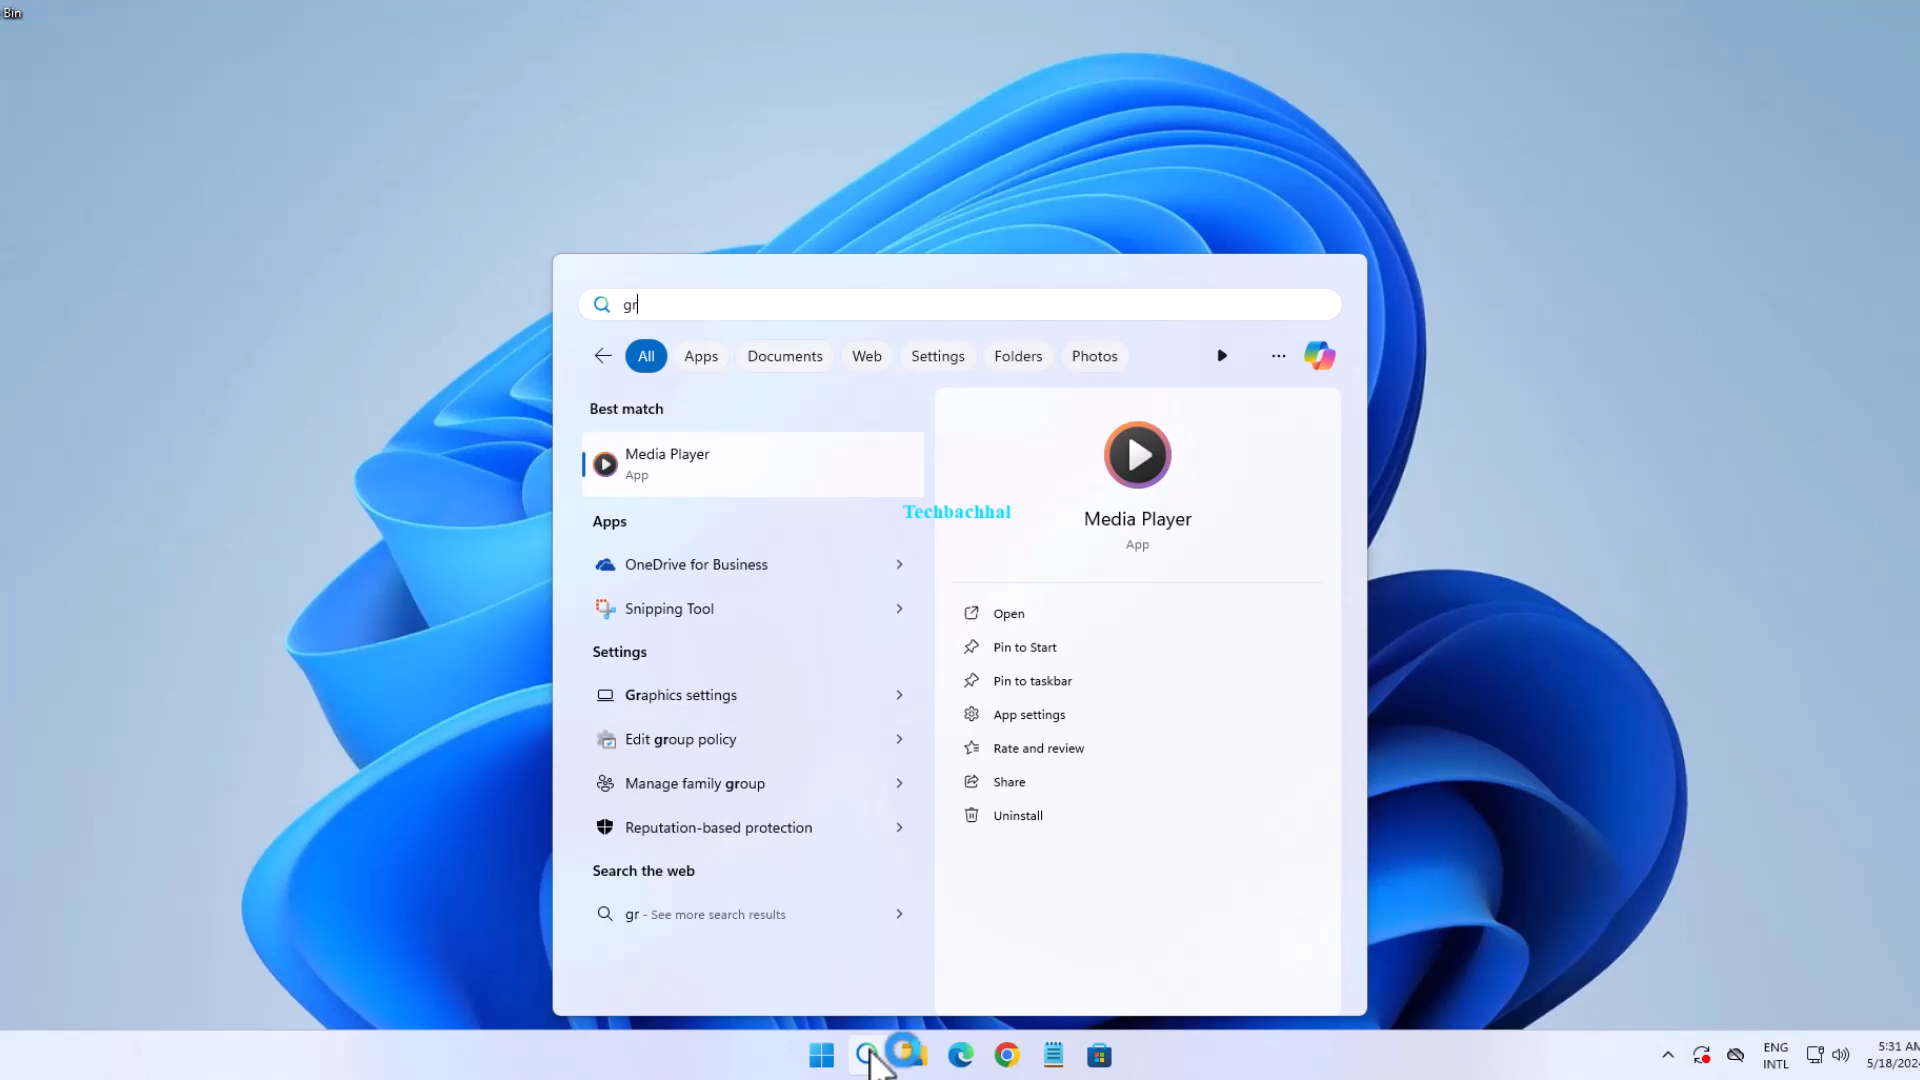 Bin
gr
All
Apps
Documents
Web
Settings
Folders
Photos
Best match
Media Player
App
Apps
OneDrive for Business
Snipping Tool
Settings
Graphics settings
Edit group policy
Manage family group
Reputation-based protection
Search the web
gr - See more search results
Techbachhal
Media Player
App
Open
Pin to Start
Pin to taskbar
App settings
Rate and review
Share
Uninstall
ENG
INTL
5:31 AM
5/18/202